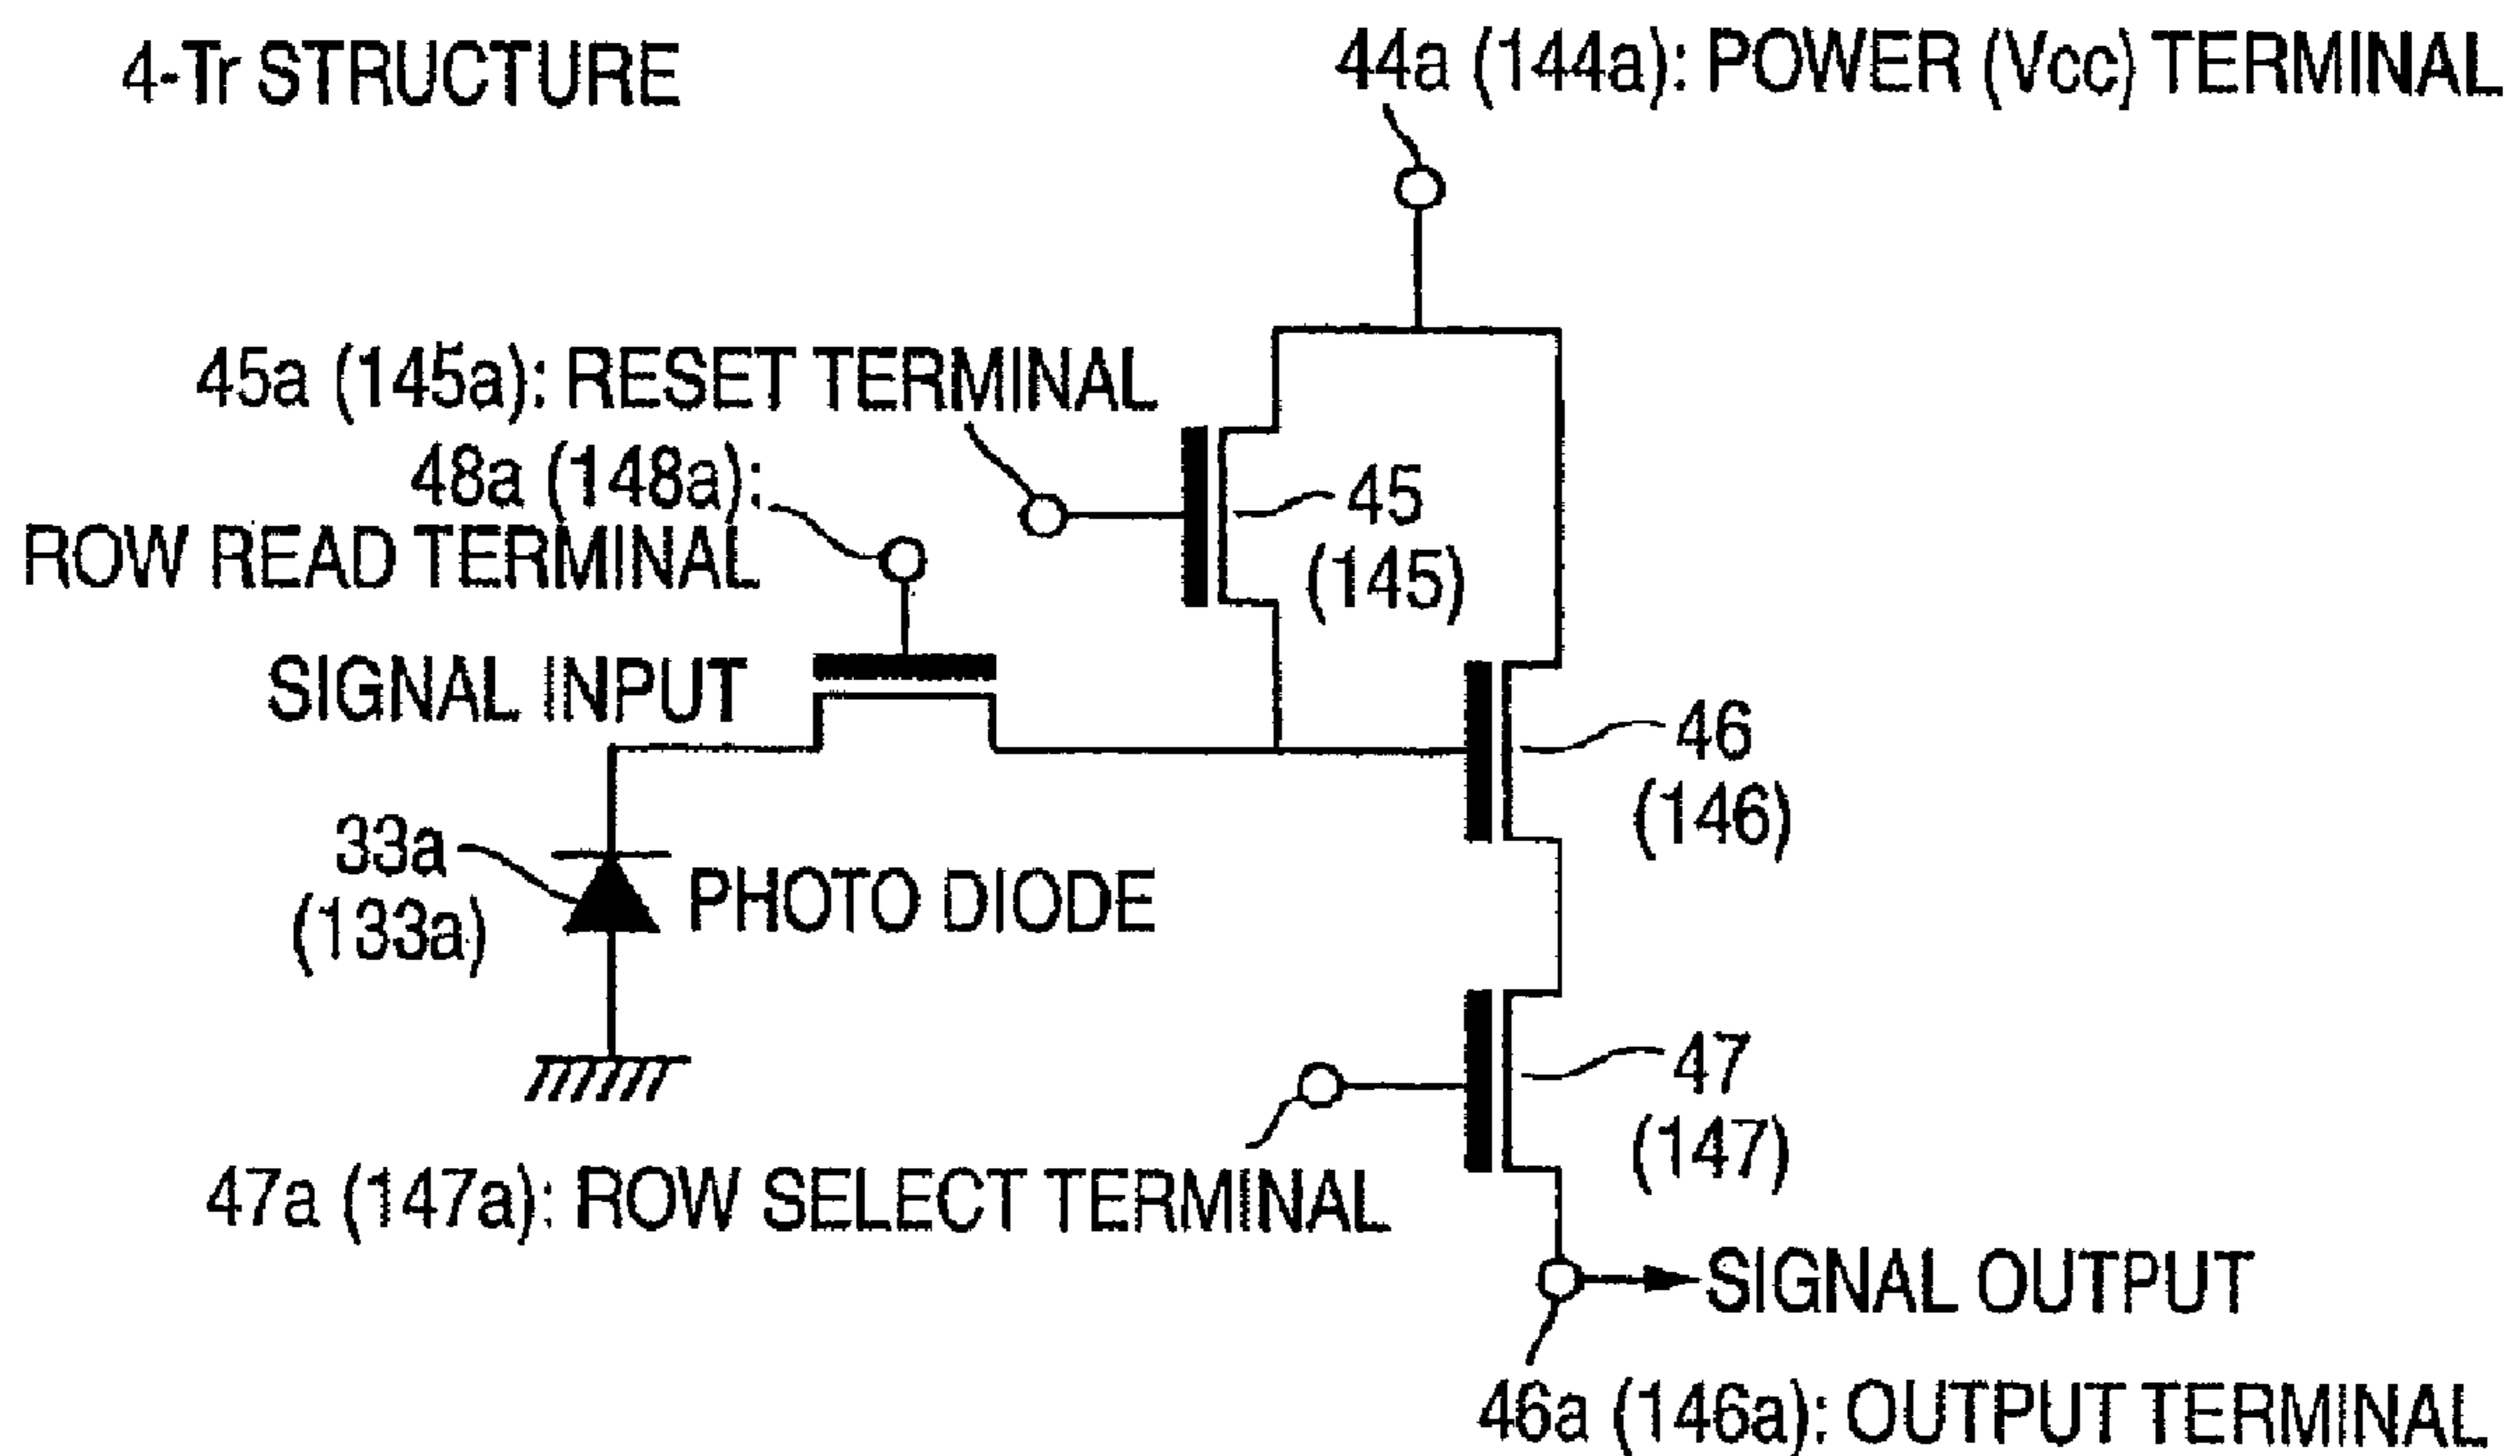 4-Tr STRUCTURE
44a (144a): POWER (Vcc) TERMINAL
45a (145a): RESET TERMINAL
48a (148a):
ROW READ TERMINAL
45
(145)
SIGNAL INPUT
46
(146)
33a
(133a)
PHOTO DIODE
47
(147)
47a (147a): ROW SELECT TERMINAL
SIGNAL OUTPUT
46a (146a): OUTPUT TERMINAL